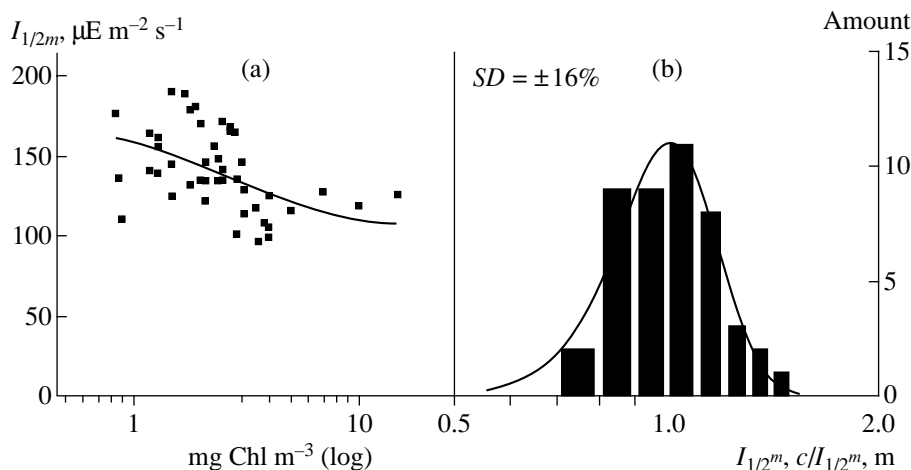 I1/2m, μE m–2 s–1
Amount
(a)
(b)
SD = ±16%
200
150
100
50
0
15
10
5
0
1
10
0.5
1.0
2.0
mg Chl m–3 (log)
I1/2m, c/I1/2m, m